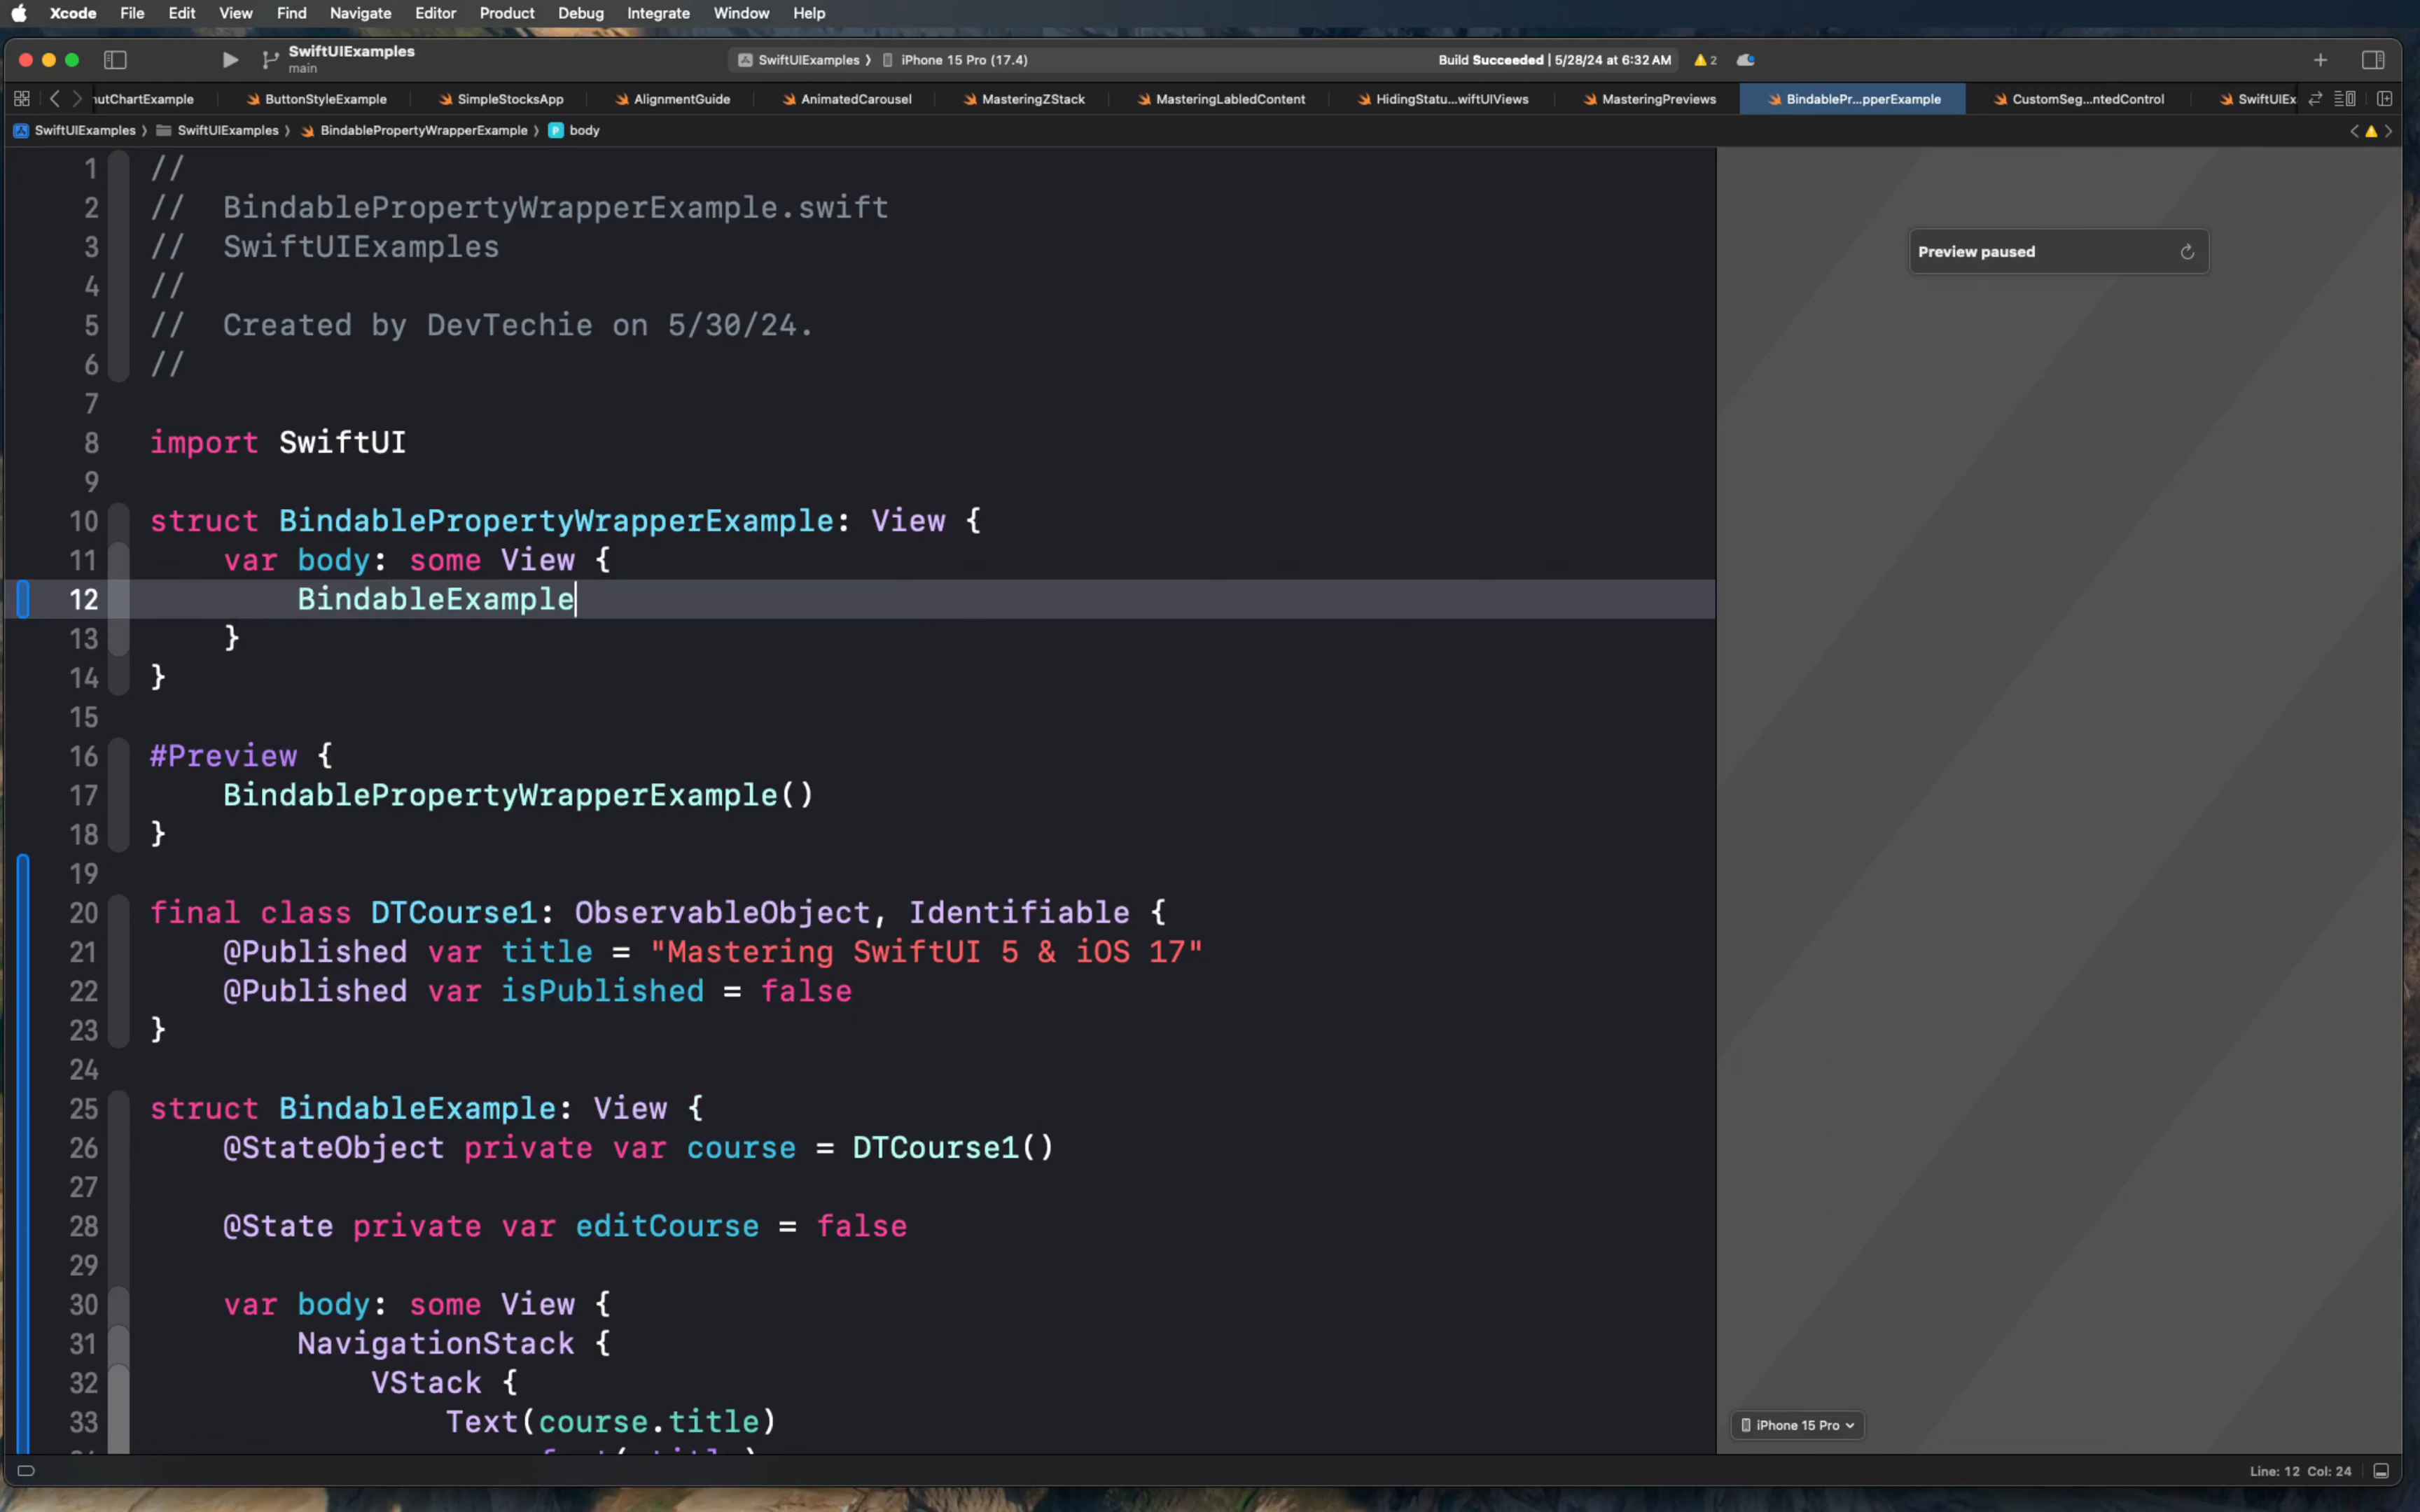 Xcode File Edit View Find Navigate Editor Product Debug Integrate Window Help
SwiftUIExamples
main
SwiftUIExamples 〉 iPhone 15 Pro (17.4)
Build Succeeded | 5/28/24 at 6:32 AM
2
nutChartExample ButtonStyleExample SimpleStocksApp AlignmentGuide AnimatedCarousel MasteringZStack MasteringLabledContent HidingStatu...wiftUIViews MasteringPreviews BindablePr...pperExample CustomSeg...ntedControl SwiftUIEx
SwiftUIExamples 〉 SwiftUIExamples 〉 BindablePropertyWrapperExample 〉 P body
1 //
2 //  BindablePropertyWrapperExample.swift
3 //  SwiftUIExamples
4 //
5 //  Created by DevTechie on 5/30/24.
6 //
7
8 import SwiftUI
9
10 struct BindablePropertyWrapperExample: View {
11     var body: some View {
12         BindableExample
13     }
14 }
15
16 #Preview {
17     BindablePropertyWrapperExample()
18 }
19
20 final class DTCourse1: ObservableObject, Identifiable {
21     @Published var title = "Mastering SwiftUI 5 & iOS 17"
22     @Published var isPublished = false
23 }
24
25 struct BindableExample: View {
26     @StateObject private var course = DTCourse1()
27
28     @State private var editCourse = false
29
30     var body: some View {
31         NavigationStack {
32             VStack {
33                 Text(course.title)
Preview paused
iPhone 15 Pro
Line: 12 Col: 24